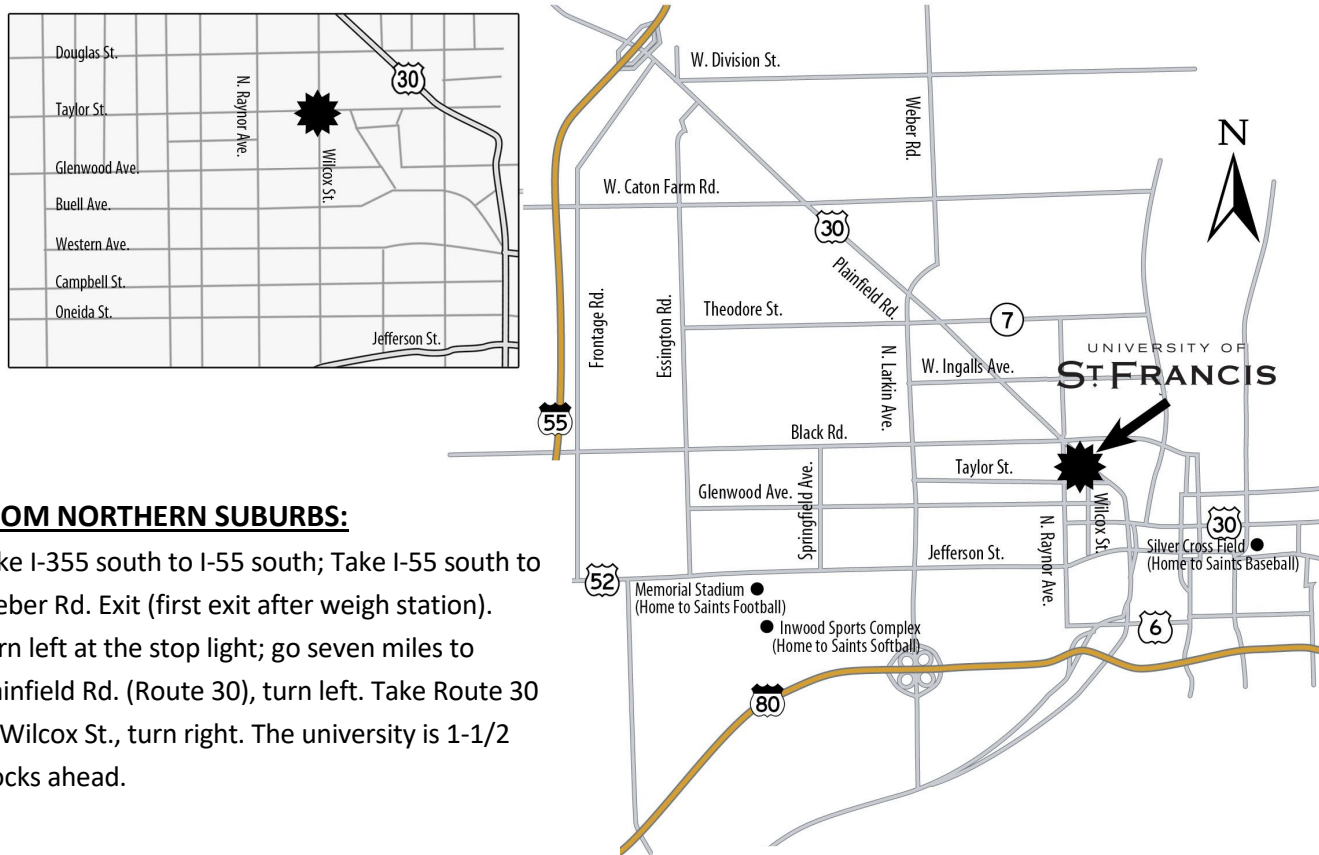 Douglas St.
30
N. Raynor Ave.
Taylor St.
Glenwood Ave.
Wilcox St.
Buell Ave.
Western Ave.
Campbell St.
Oneida St.
Jefferson St.
W. Division St.
Weber Rd.
N
W. Caton Farm Rd.
30
Plainfield Rd.
Frontage Rd.
Essington Rd.
Theodore St.
7
N. Larkin Ave.
W. Ingalls Ave.
UNIVERSITY OF
ST. FRANCIS
55
Black Rd.
Taylor St.
Springfield Ave.
Glenwood Ave.
Wilcox St.
N. Raynor Ave.
30
Jefferson St.
Silver Cross Field
(Home to Saints Baseball)
52
Memorial Stadium
(Home to Saints Football)
Inwood Sports Complex
(Home to Saints Softball)
6
80
OM NORTHERN SUBURBS:
ke I-355 south to I-55 south; Take I-55 south to
eber Rd. Exit (first exit after weigh station).
rn left at the stop light; go seven miles to
ainfield Rd. (Route 30), turn left. Take Route 30
Wilcox St., turn right. The university is 1-1/2
ocks ahead.